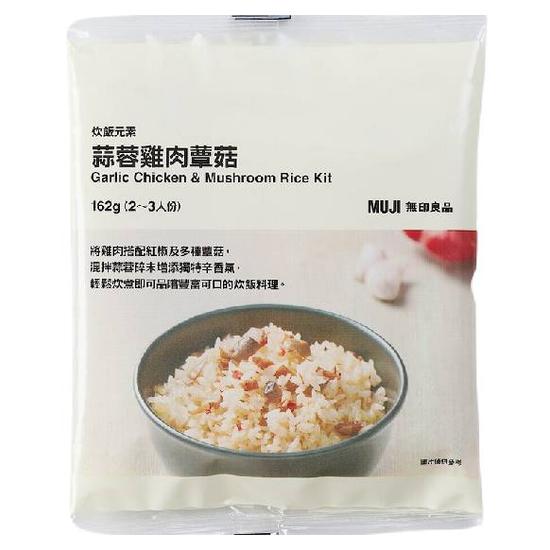 炊飯元素
蒜蓉雞肉蕈菇
Garlic Chicken & Mushroom Rice Kit
162g (2～3人份)
MUJI 無印良品
將雞肉搭配紅椒及多種蕈菇，
混拌蒜蓉碎末增添獨特辛香氣，
輕鬆炊煮即可品嚐豐富可口的炊飯料理。
圖片僅供參考